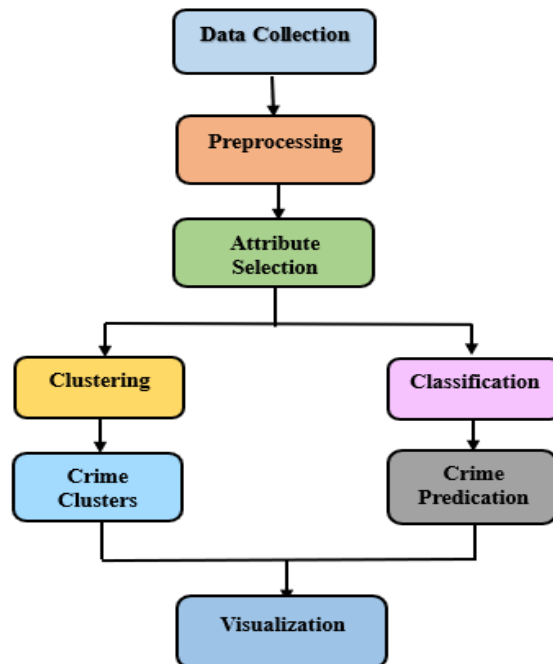 Data Collection
Preprocessing
Attribute
Selection
Clustering
Classification
Crime
Clusters
Crime
Predication
Visualization